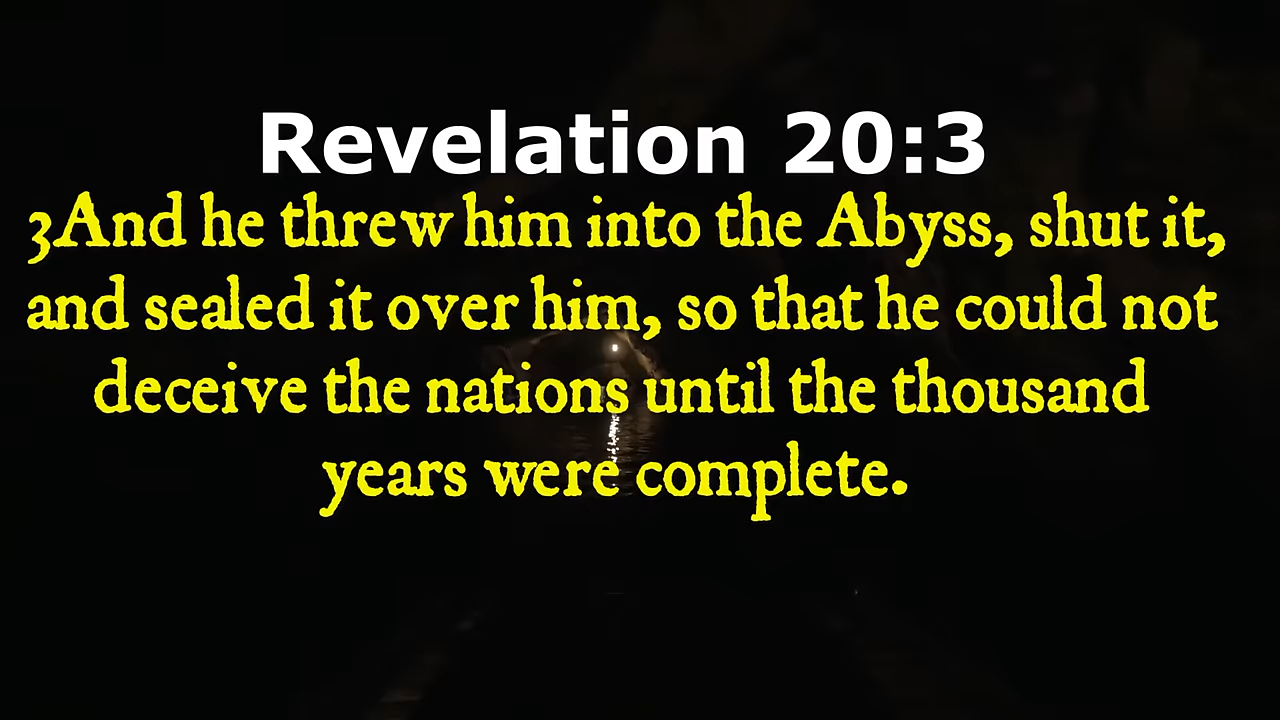 Revelation 20:3
3And he threw him into the Abyss, shut it,
and sealed it over him, so that he could not
deceive the nations until the thousand
years were complete.